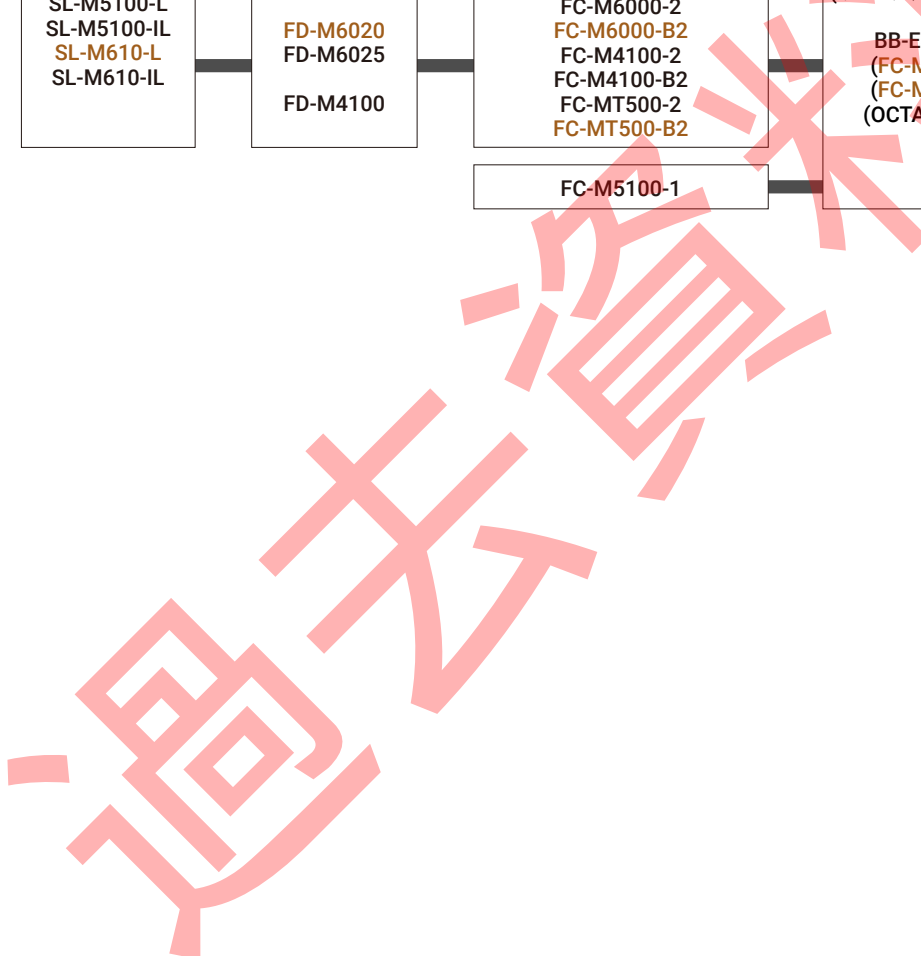 SL-M5100-L
SL-M5100-IL
SL-M610-L
SL-M610-IL
FD-M6020
FD-M6025
FD-M4100
FC-M6000-2
FC-M6000-B2
FC-M4100-2
FC-M4100-B2
FC-MT500-2
FC-MT500-B2
FC-M5100-1
BB-E
(FC-M
(FC-M
(OCTA
過去資料